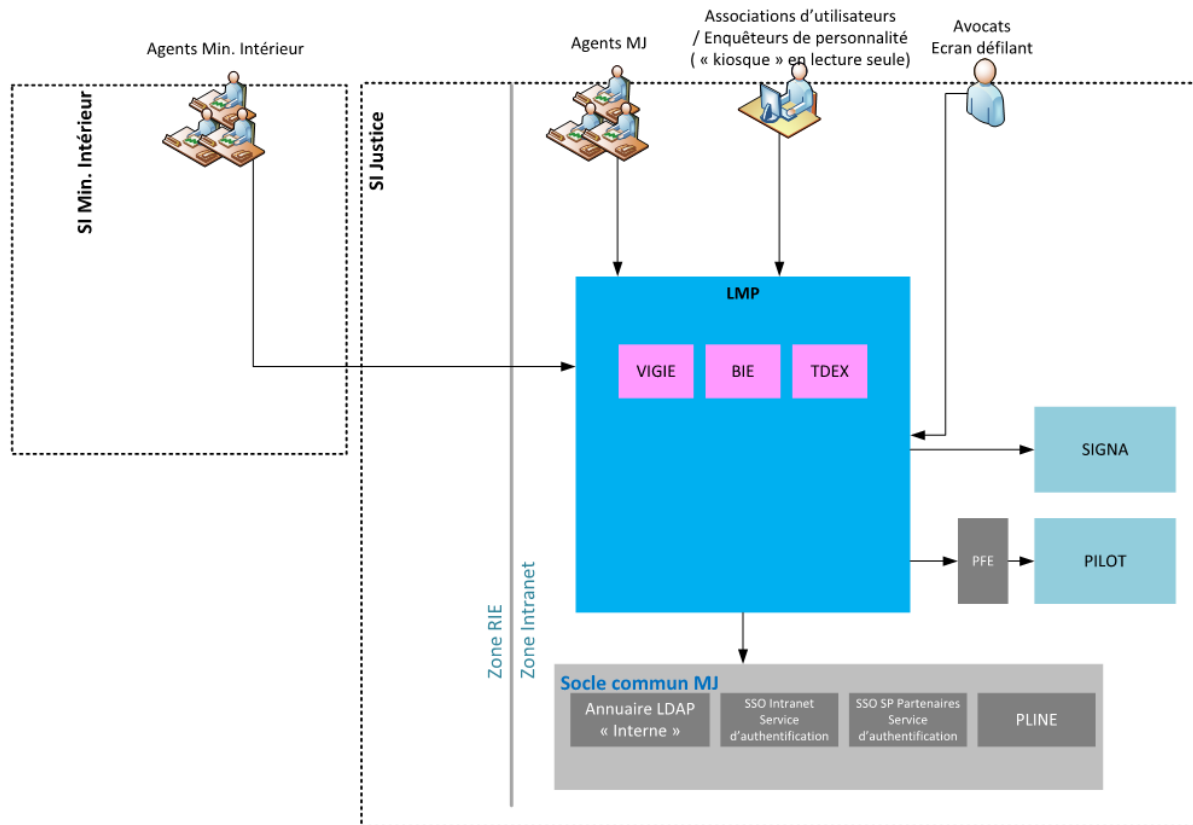 Agents Min. Intérieur
Agents MJ
Associations d'utilisateurs
/ Enquêteurs de personnalité
( « kiosque » en lecture seule)
Avocats
Ecran défilant
SI Min. Intérieur
SI Justice
LMP
VIGIE
BIE
TDEX
SIGNA
PFE
PILOT
Zone RIE
Zone Intranet
Socle commun MJ
Annuaire LDAP
« Interne »
SSO Intranet
Service
d'authentification
SSO SP Partenaires
Service
d'authentification
PLINE